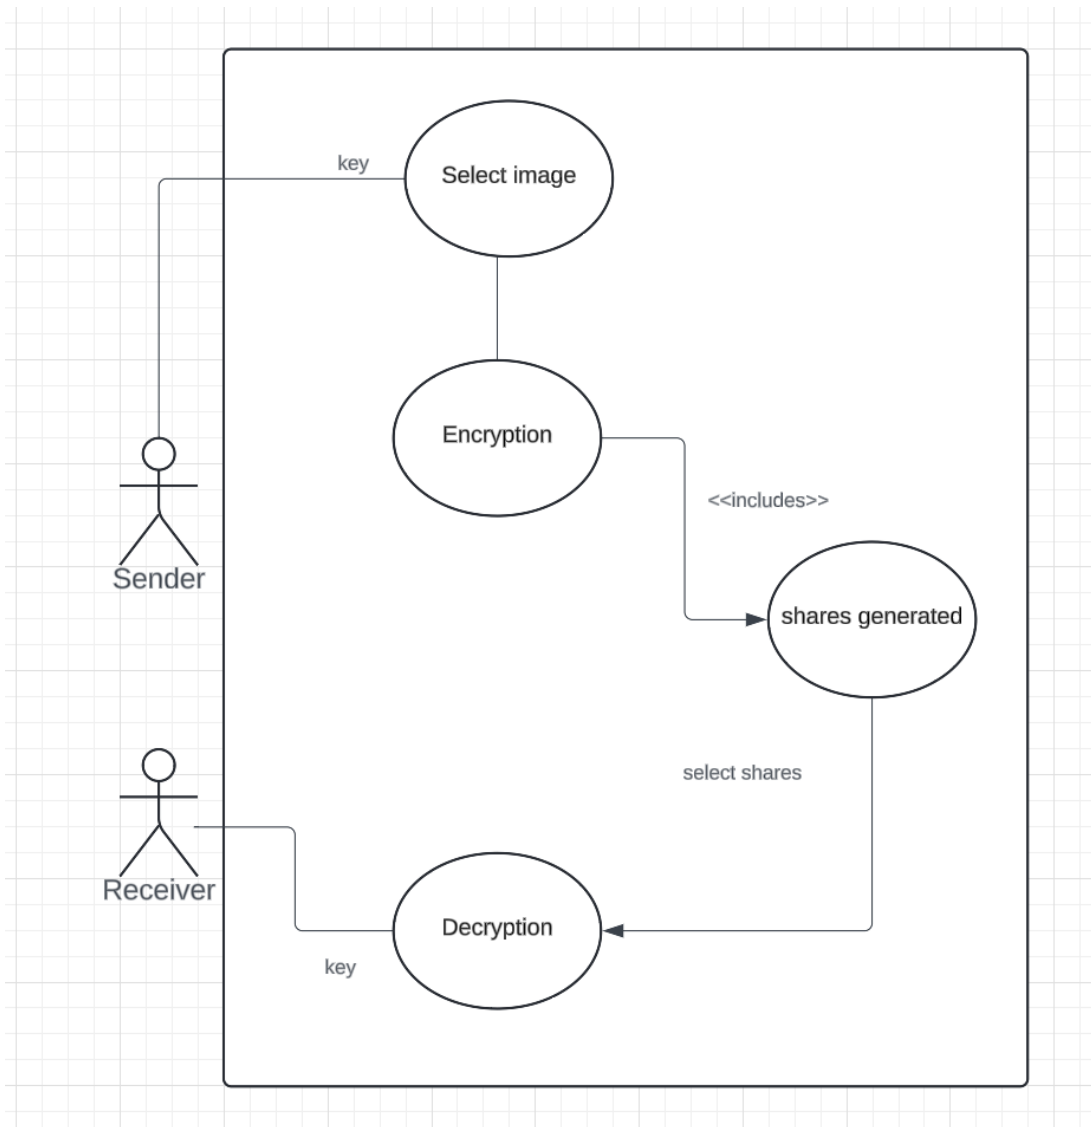 key
Select image
Encryption
<<includes>>
Sender
shares generated
select shares
Receiver
Decryption
key